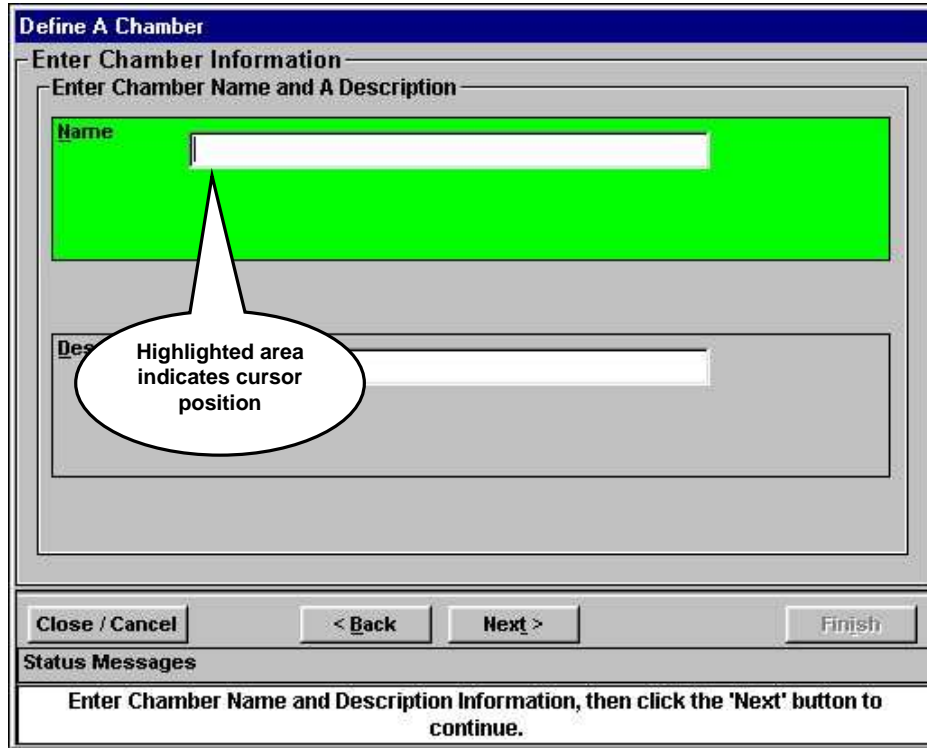 Define A Chamber
Enter Chamber Information
Enter Chamber Name and A Description
Name
Des
Highlighted area
indicates cursor
position
Close / Cancel
< Back
Next >
Finish
Status Messages
Enter Chamber Name and Description Information, then click the 'Next' button to
continue.